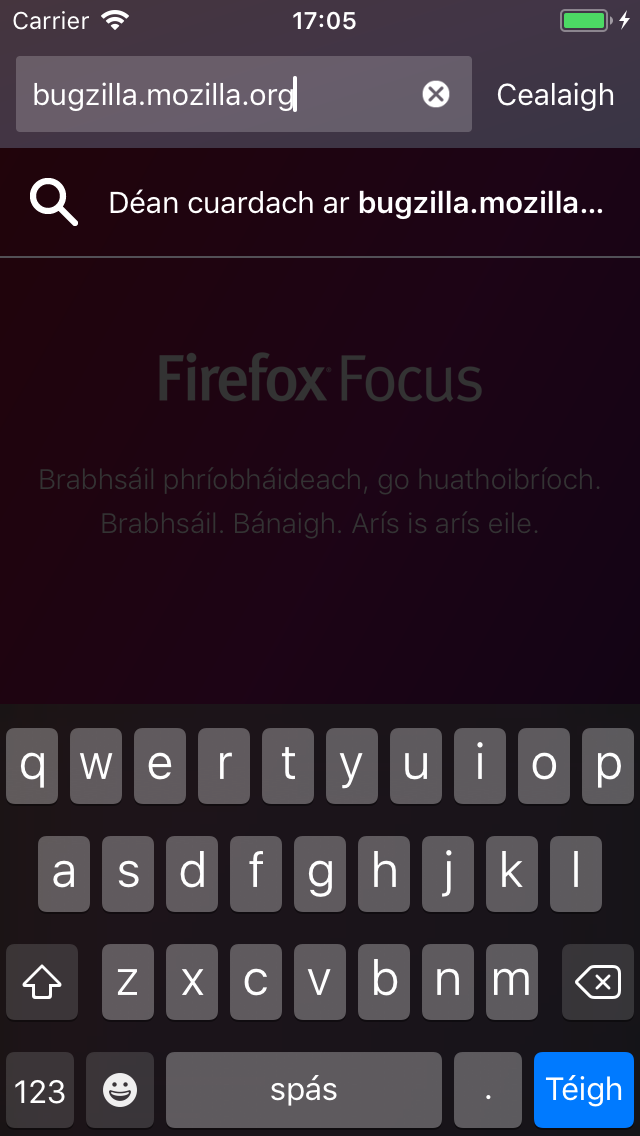 Carrier 17:05
bugzilla.mozilla.org Cealaigh
Déan cuardach ar bugzilla.mozilla...
Firefox Focus
Brabhsáil phríobháideach, go huathoibríoch.
Brabhsáil. Bánaigh. Arís is arís eile.
q w e r t y u i o p
a s d f g h j k l
z x c v b n m
123 spás . Téigh